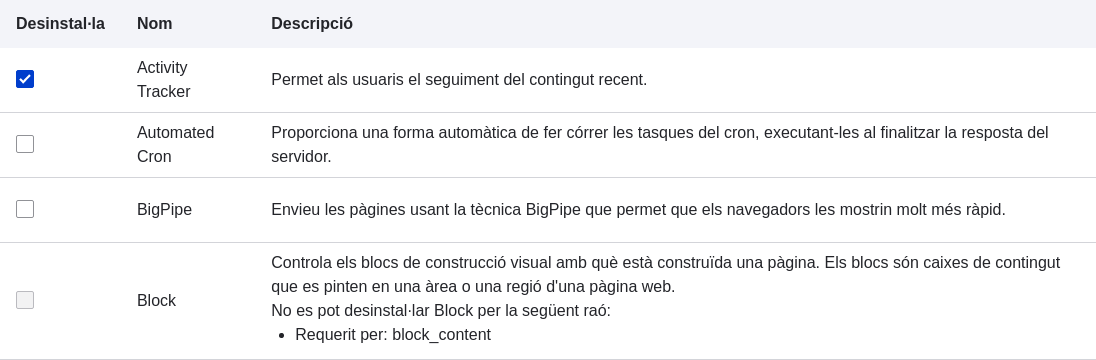 Desinstal·la Nom Descripció
Activity
Tracker
Permet als usuaris el seguiment del contingut recent.
Automated
Cron
Proporciona una forma automàtica de fer córrer les tasques del cron, executant-les al finalitzar la resposta del
servidor.
BigPipe
Envieu les pàgines usant la tècnica BigPipe que permet que els navegadors les mostrin molt més ràpid.
Block
Controla els blocs de construcció visual amb què està construïda una pàgina. Els blocs són caixes de contingut
que es pinten en una àrea o una regió d'una pàgina web.
No es pot desinstal·lar Block per la següent raó:
• Requerit per: block_content